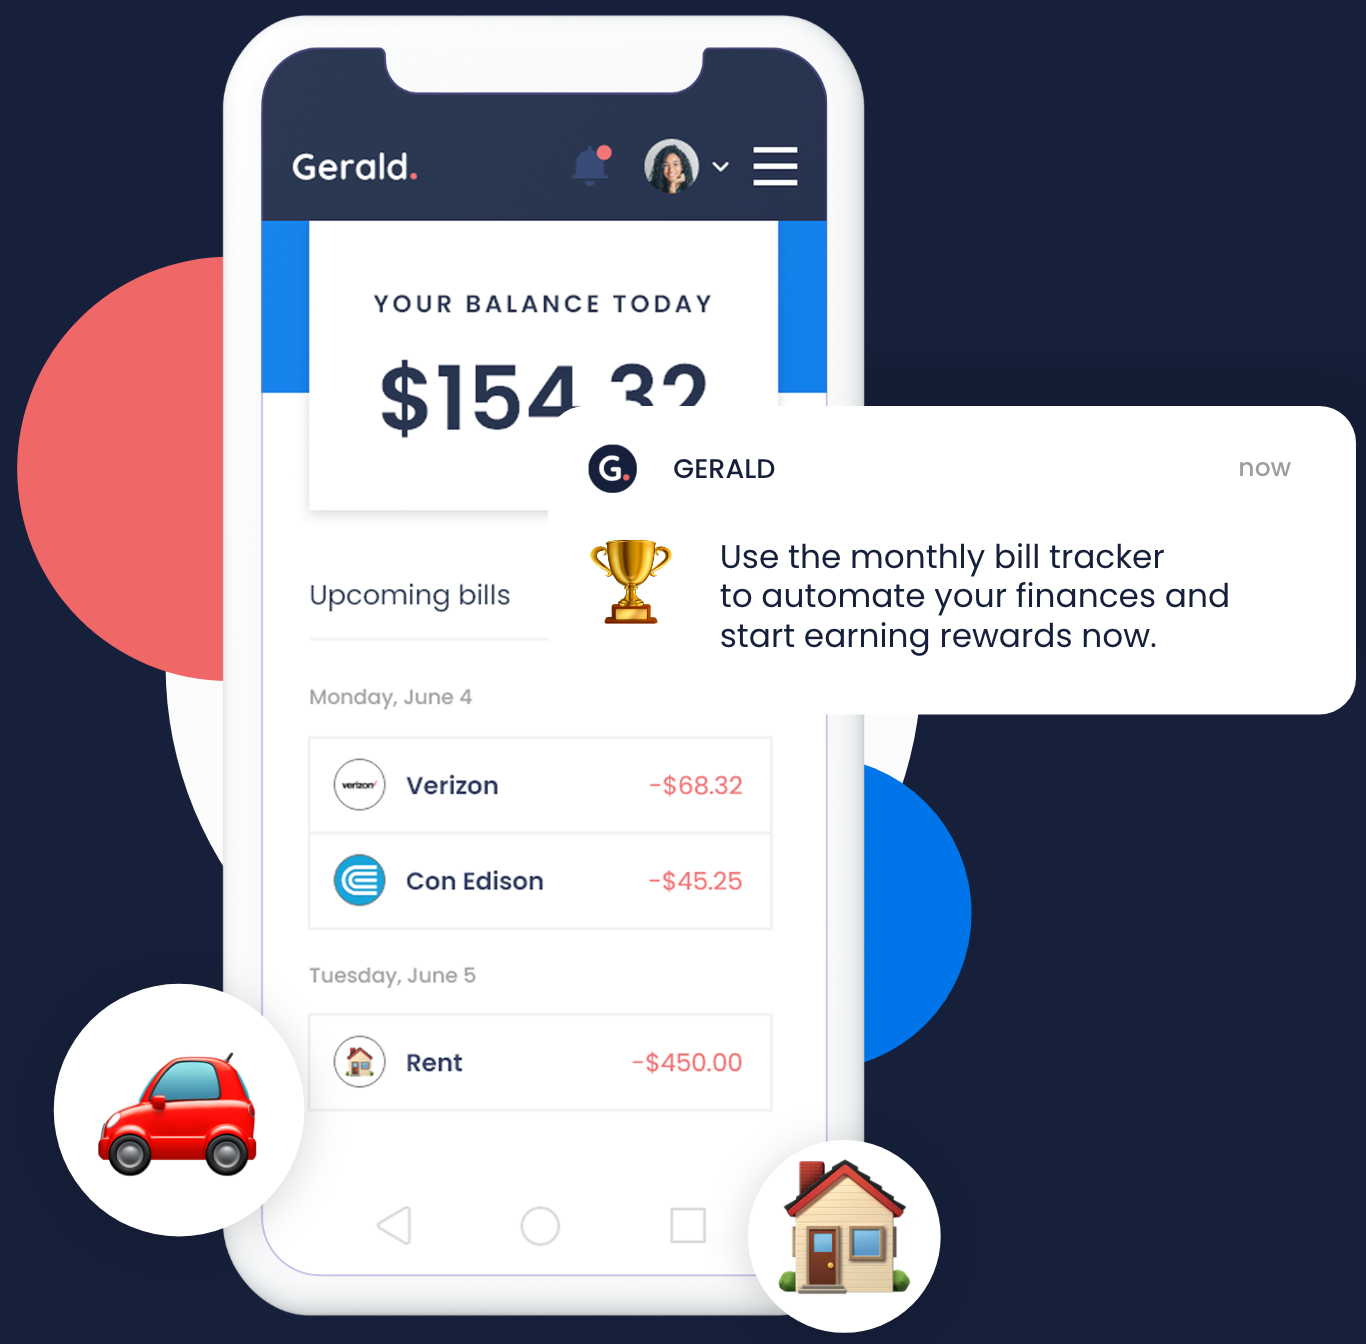 Gerald.
YOUR BALANCE TODAY
$154.32
G.
GERALD
now
Use the monthly bill tracker
to automate your finances and
start earning rewards now.
Upcoming bills
Monday, June 4
verizon
Verizon
-$68.32
Con Edison
-$45.25
Tuesday, June 5
Rent
-$450.00